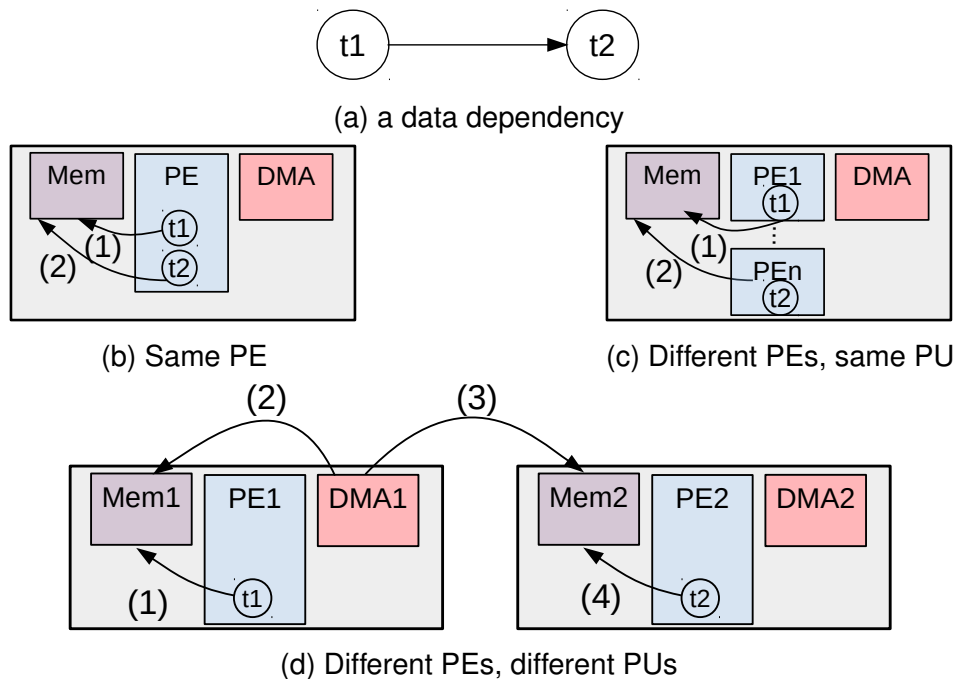 t1 t2
(a) a data dependency
Mem PE DMA
t1
(1)
t2
(2)
(b) Same PE
Mem PE1 DMA
t1
(1)
(2)
PEn
t2
(c) Different PEs, same PU
(2) (3)
Mem1 PE1 DMA1
(1) t1
Mem2 PE2 DMA2
(4) t2
(d) Different PEs, different PUs